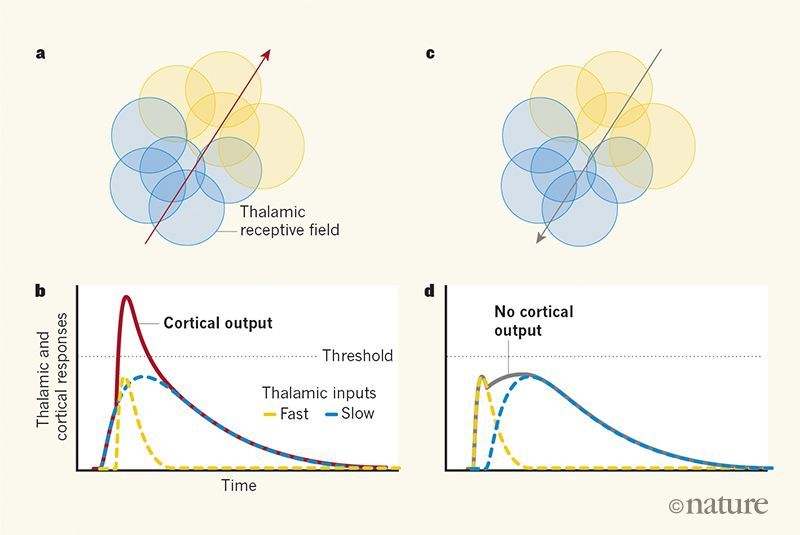 a
Thalamic
receptive field
b
Thalamic and
cortical responses
Cortical output
Threshold
Thalamic inputs
Fast
Slow
Time
c
d
No cortical
output
©nature